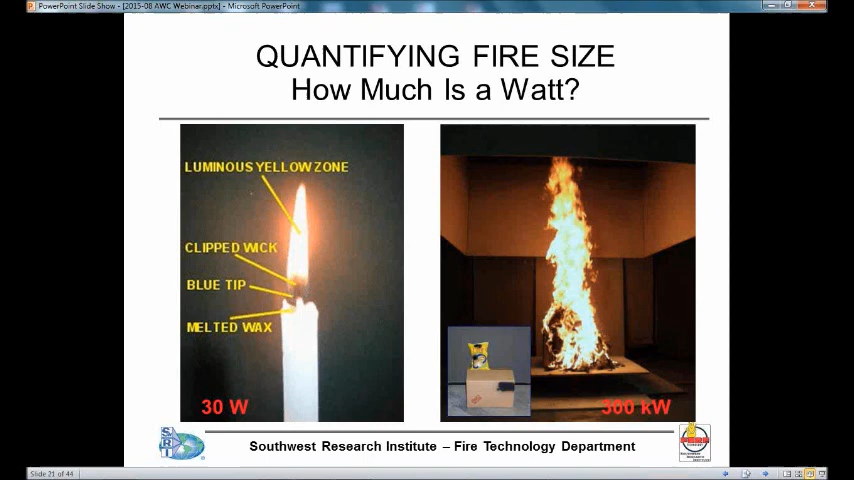 PowerPoint Slide Show - [2015-08 AWC Webinar.pptx] - Microsoft PowerPoint
QUANTIFYING FIRE SIZE
How Much Is a Watt?
LUMINOUS YELLOW ZONE
CLIPPED WICK
BLUE TIP
MELTED WAX
30 W
300 kW
SRI
Southwest Research Institute – Fire Technology Department
Slide 21 of 44